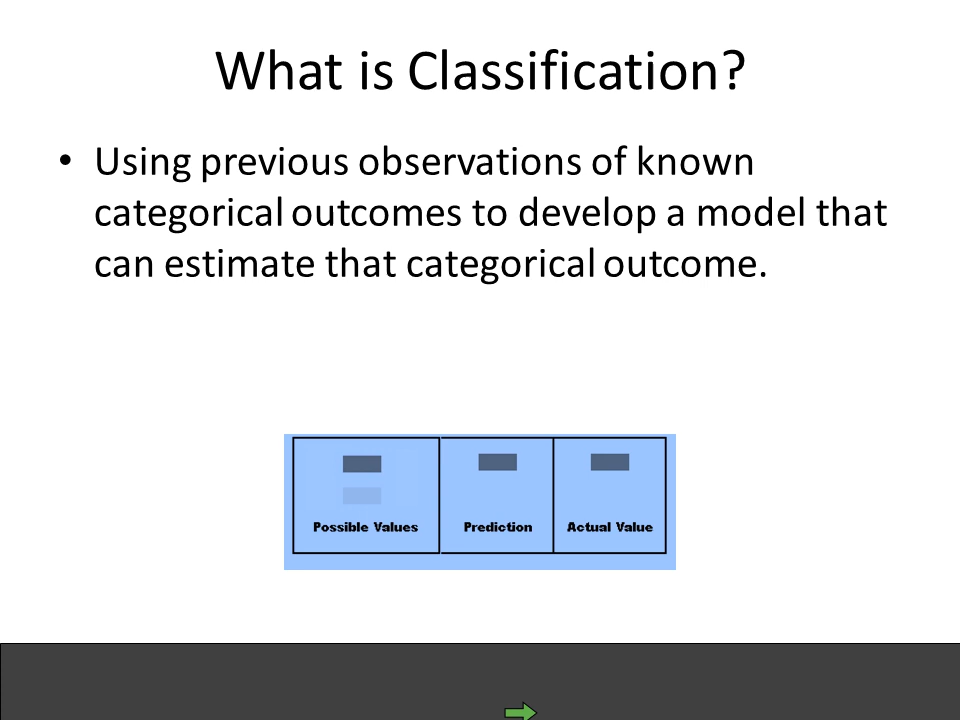 What is Classification?
• Using previous observations of known
categorical outcomes to develop a model that
can estimate that categorical outcome.
Possible Values Prediction Actual Value